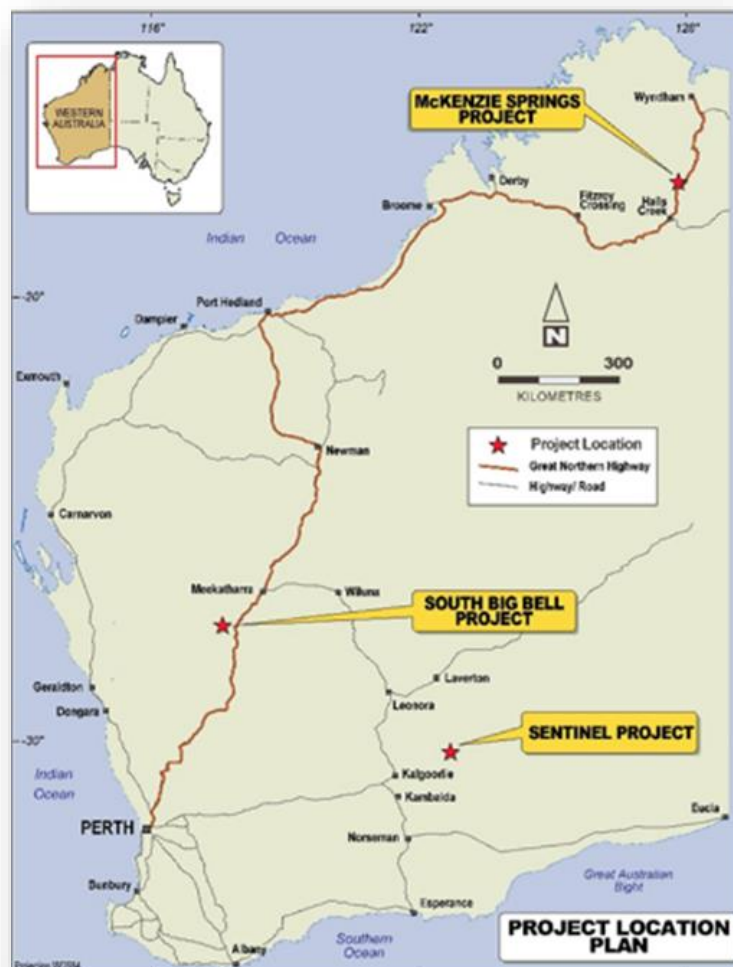 116°
122°
128°
WESTERN
AUSTRALIA
McKENZIE SPRINGS
PROJECT
Wyndham
Derby
Broome
Fitzroy
Crossing
Halls
Creek
Indian Ocean
-20°
Port Hedland
Dampier
Exmouth
N
0 300
KILOMETRES
Project Location
Great Northern Highway
Highway/ Road
Newman
Carnarvon
Meekatharra
Wiluna
SOUTH BIG BELL
PROJECT
Geraldton
Dongara
Laverton
Leonora
-30°
SENTINEL PROJECT
Indian
Ocean
Kalgoorlie
Kambalda
PERTH
Norseman
Eucla
Bunbury
Great Australian
Bight
Esperance
Albany
Southern
Ocean
PROJECT LOCATION
PLAN